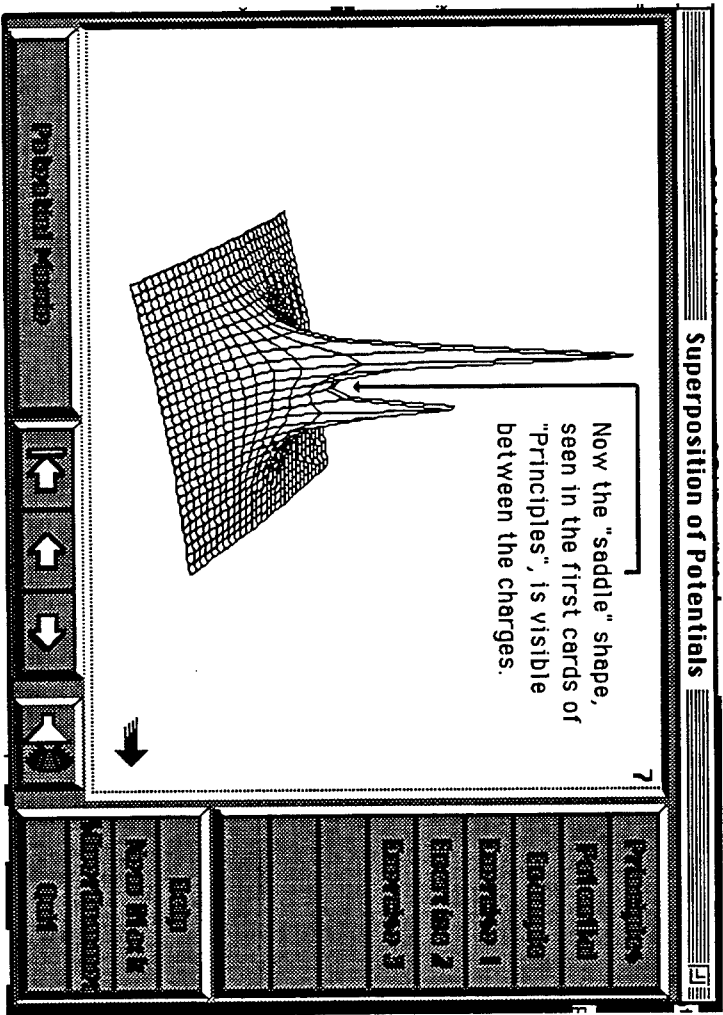 Superposition of Potentials
7
Now the "saddle" shape,
seen in the first cards of
"Principles", is visible
between the charges.
Principles
Potential
Example
Exercise 1
Exercise 2
Exercise 3
Help
Quit